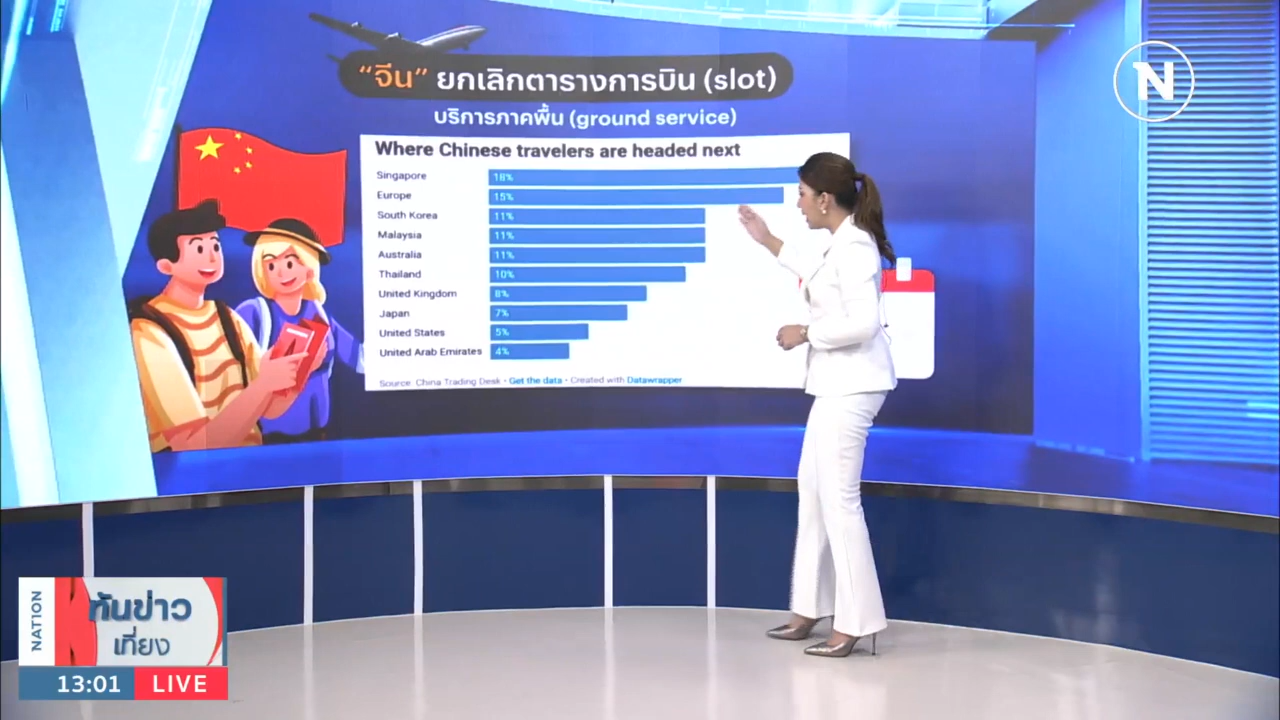 “จีน” ยกเลิกตารางการบิน (slot)
บริการภาคพื้น (ground service)
Where Chinese travelers are headed next
Singapore 18%
Europe 15%
South Korea 11%
Malaysia 11%
Australia 11%
Thailand 10%
United Kingdom 8%
Japan 7%
United States 5%
United Arab Emirates 4%
Source: China Trading Desk • Get the data • Created with Datawrapper
N
NATION
ทันข่าว
เที่ยง
13:01 LIVE